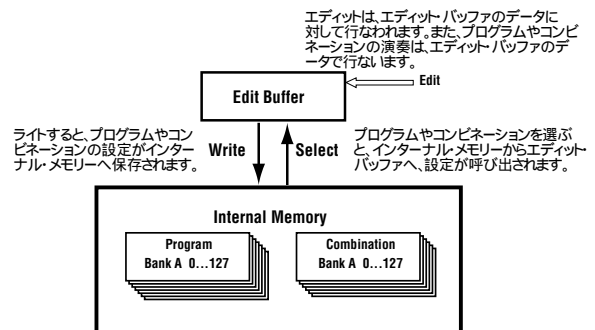 エディットは、エディット・バッファのデータに
対して行なわれます。また、プログラムやコンビ
ネーションの演奏は、エディット・バッファのデ
ータで行ないます。
Edit
Edit Buffer
ライトすると、プログラムやコン
ビネーションの設定がインター
ナル・メモリーへ保存されます。
Write
Select
プログラムやコンビネーションを選ぶ
と、インターナル・メモリーからエディット・
バッファへ、設定が呼び出されます。
Internal Memory
Program
Bank A 0...127
Combination
Bank A 0...127